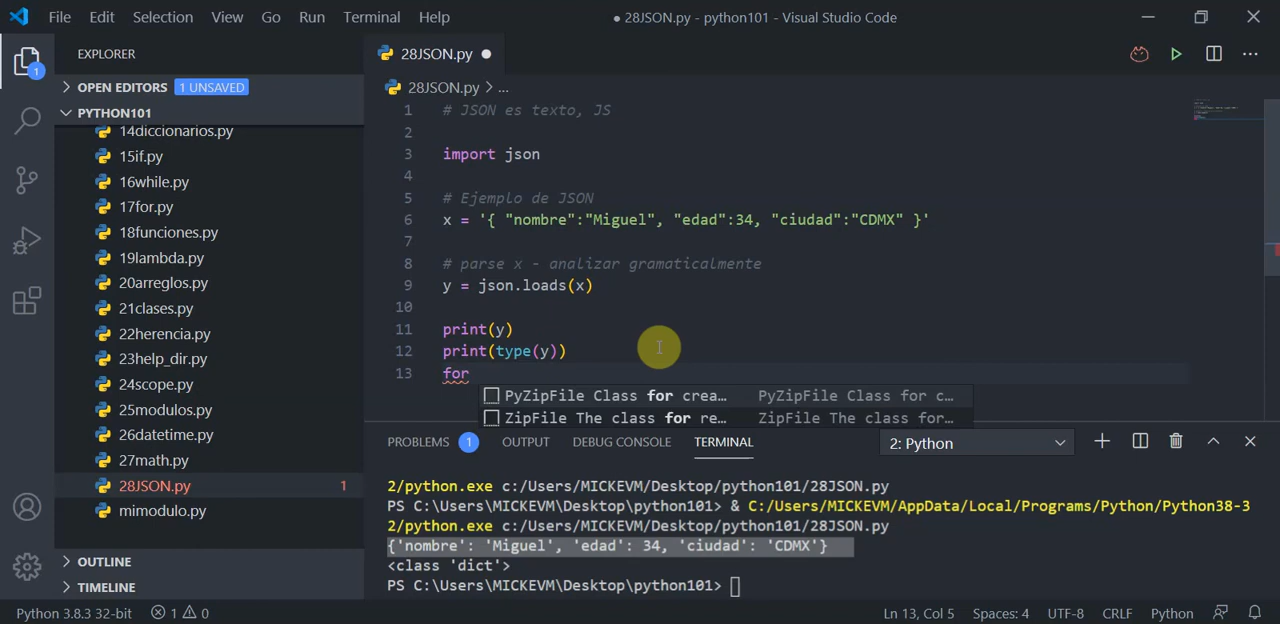 File Edit Selection View Go Run Terminal Help ● 28JSON.py - python101 - Visual Studio Code
EXPLORER
28JSON.py ●
OPEN EDITORS 1 UNSAVED
28JSON.py > ...
PYTHON101
14diccionarios.py
15if.py
16while.py
17for.py
18funciones.py
19lambda.py
20arreglos.py
21clases.py
22herencia.py
23help_dir.py
24scope.py
25modulos.py
26datetime.py
27math.py
28JSON.py 1
mimodulo.py
OUTLINE
TIMELINE
1 # JSON es texto, JS
2
3 import json
4
5 # Ejemplo de JSON
6 x = '{ "nombre":"Miguel", "edad":34, "ciudad":"CDMX" }'
7
8 # parse x - analizar gramaticalmente
9 y = json.loads(x)
10
11 print(y)
12 print(type(y))
13 for
PyZipFile Class for crea… PyZipFile Class for c…
ZipFile The class for re… ZipFile The class for…
PROBLEMS 1 OUTPUT DEBUG CONSOLE TERMINAL 2: Python
2/python.exe c:/Users/MICKEVM/Desktop/python101/28JSON.py
PS C:\Users\MICKEVM\Desktop\python101> & C:/Users/MICKEVM/AppData/Local/Programs/Python/Python38-3
2/python.exe c:/Users/MICKEVM/Desktop/python101/28JSON.py
{'nombre': 'Miguel', 'edad': 34, 'ciudad': 'CDMX'}
<class 'dict'>
PS C:\Users\MICKEVM\Desktop\python101>
Python 3.8.3 32-bit 1 0 Ln 13, Col 5 Spaces: 4 UTF-8 CRLF Python
1